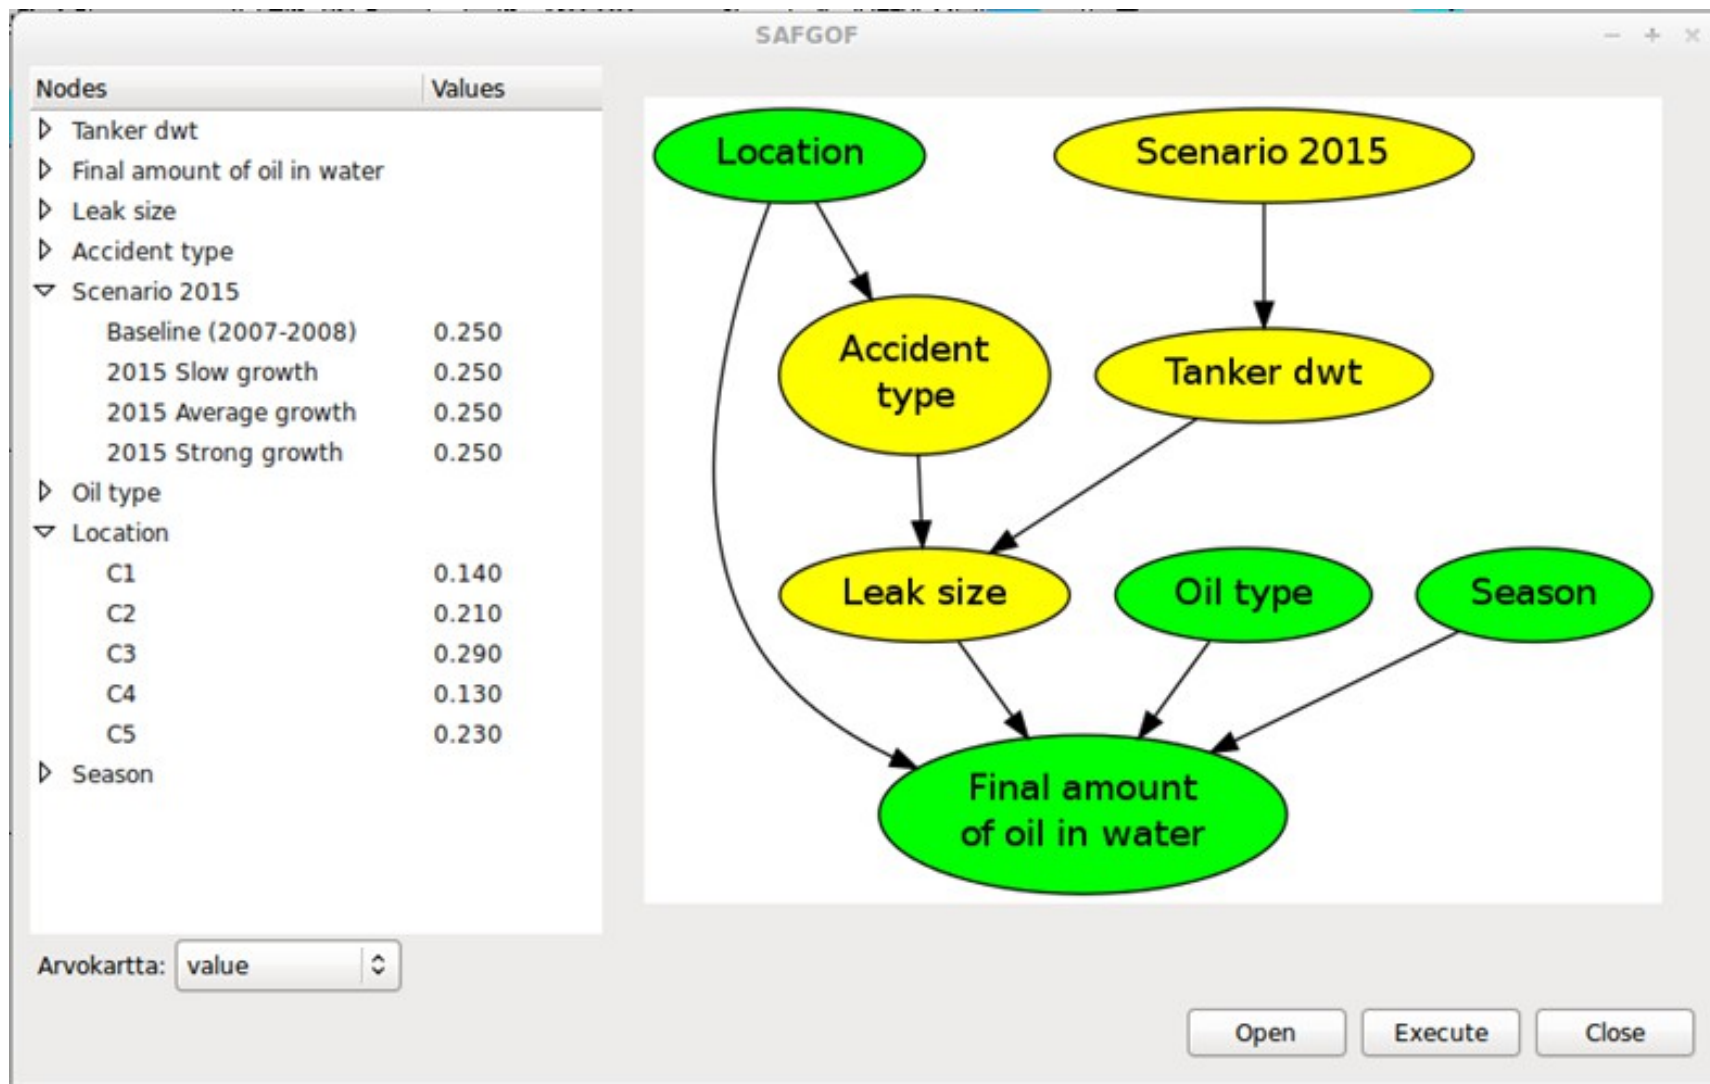 SAFGOF
Nodes Values
Tanker dwt
Final amount of oil in water
Leak size
Accident type
Scenario 2015
Baseline (2007-2008) 0.250
2015 Slow growth 0.250
2015 Average growth 0.250
2015 Strong growth 0.250
Oil type
Location
C1 0.140
C2 0.210
C3 0.290
C4 0.130
C5 0.230
Season
Arvokartta: value
Location
Scenario 2015
Accident
type
Tanker dwt
Leak size
Oil type
Season
Final amount
of oil in water
Open Execute Close